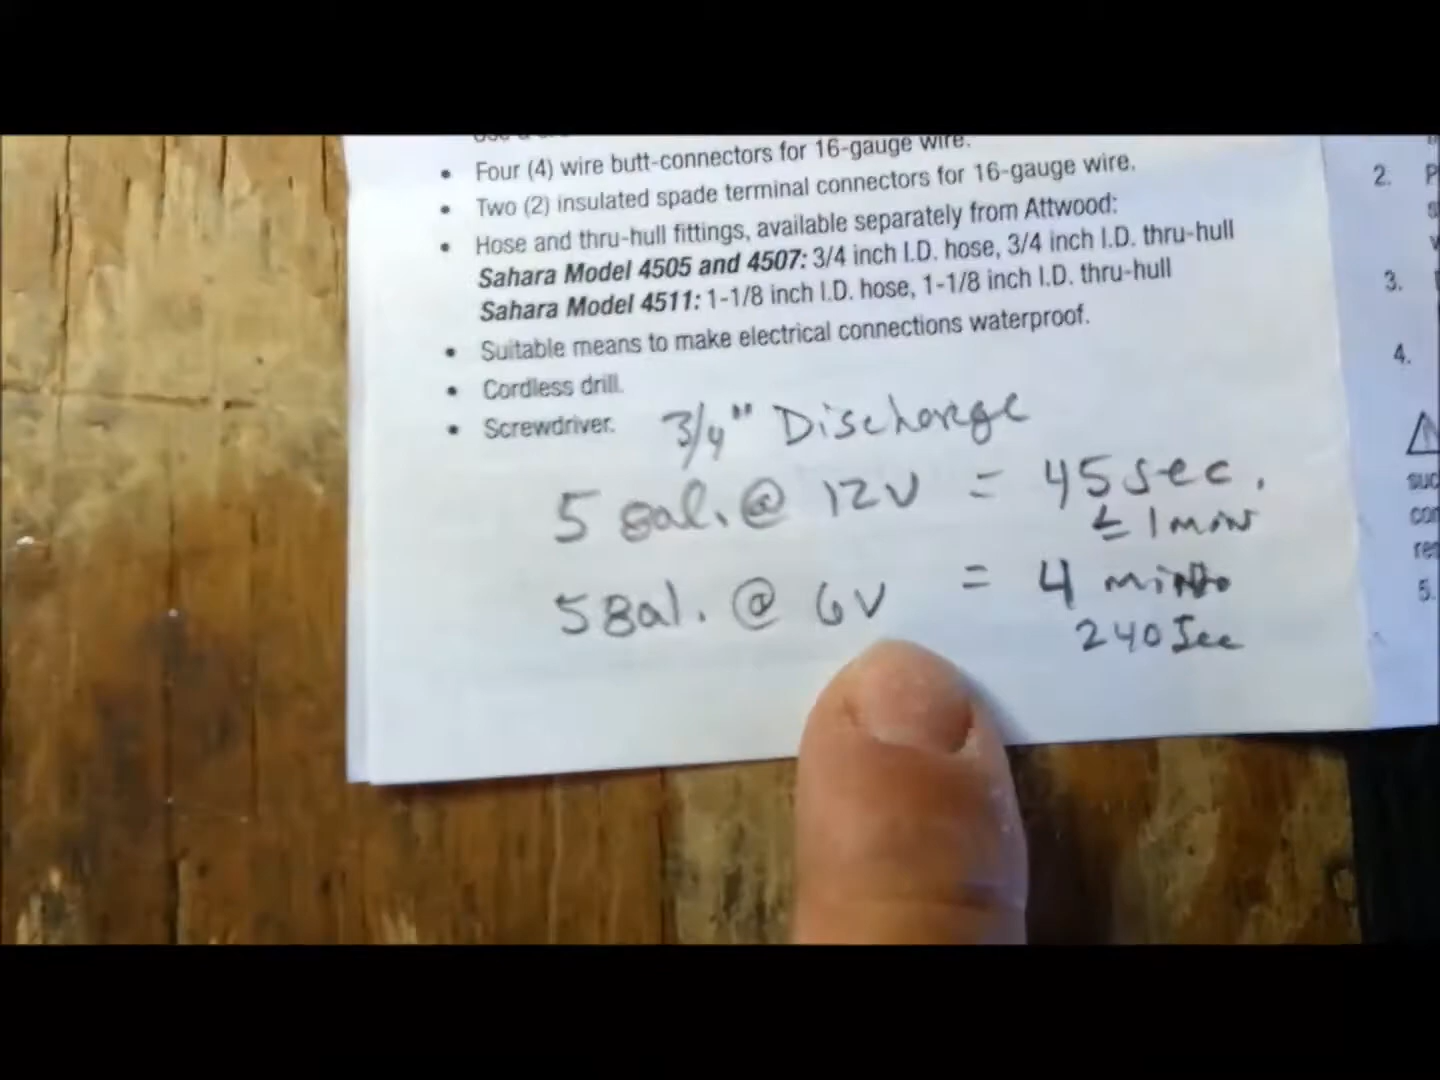 • Four (4) wire butt-connectors for 16-gauge wire.
• Two (2) insulated spade terminal connectors for 16-gauge wire.
• Hose and thru-hull fittings, available separately from Attwood:
Sahara Model 4505 and 4507: 3/4 inch I.D. hose, 3/4 inch I.D. thru-hull
Sahara Model 4511: 1-1/8 inch I.D. hose, 1-1/8 inch I.D. thru-hull
• Suitable means to make electrical connections waterproof.
• Cordless drill.
• Screwdriver.
3/4" Discharge
5 gal. @ 12V = 45 sec.
≤ 1 min
5 gal. @ 6V = 4
240 sec
2. P
3.
4.
suc
con
5.